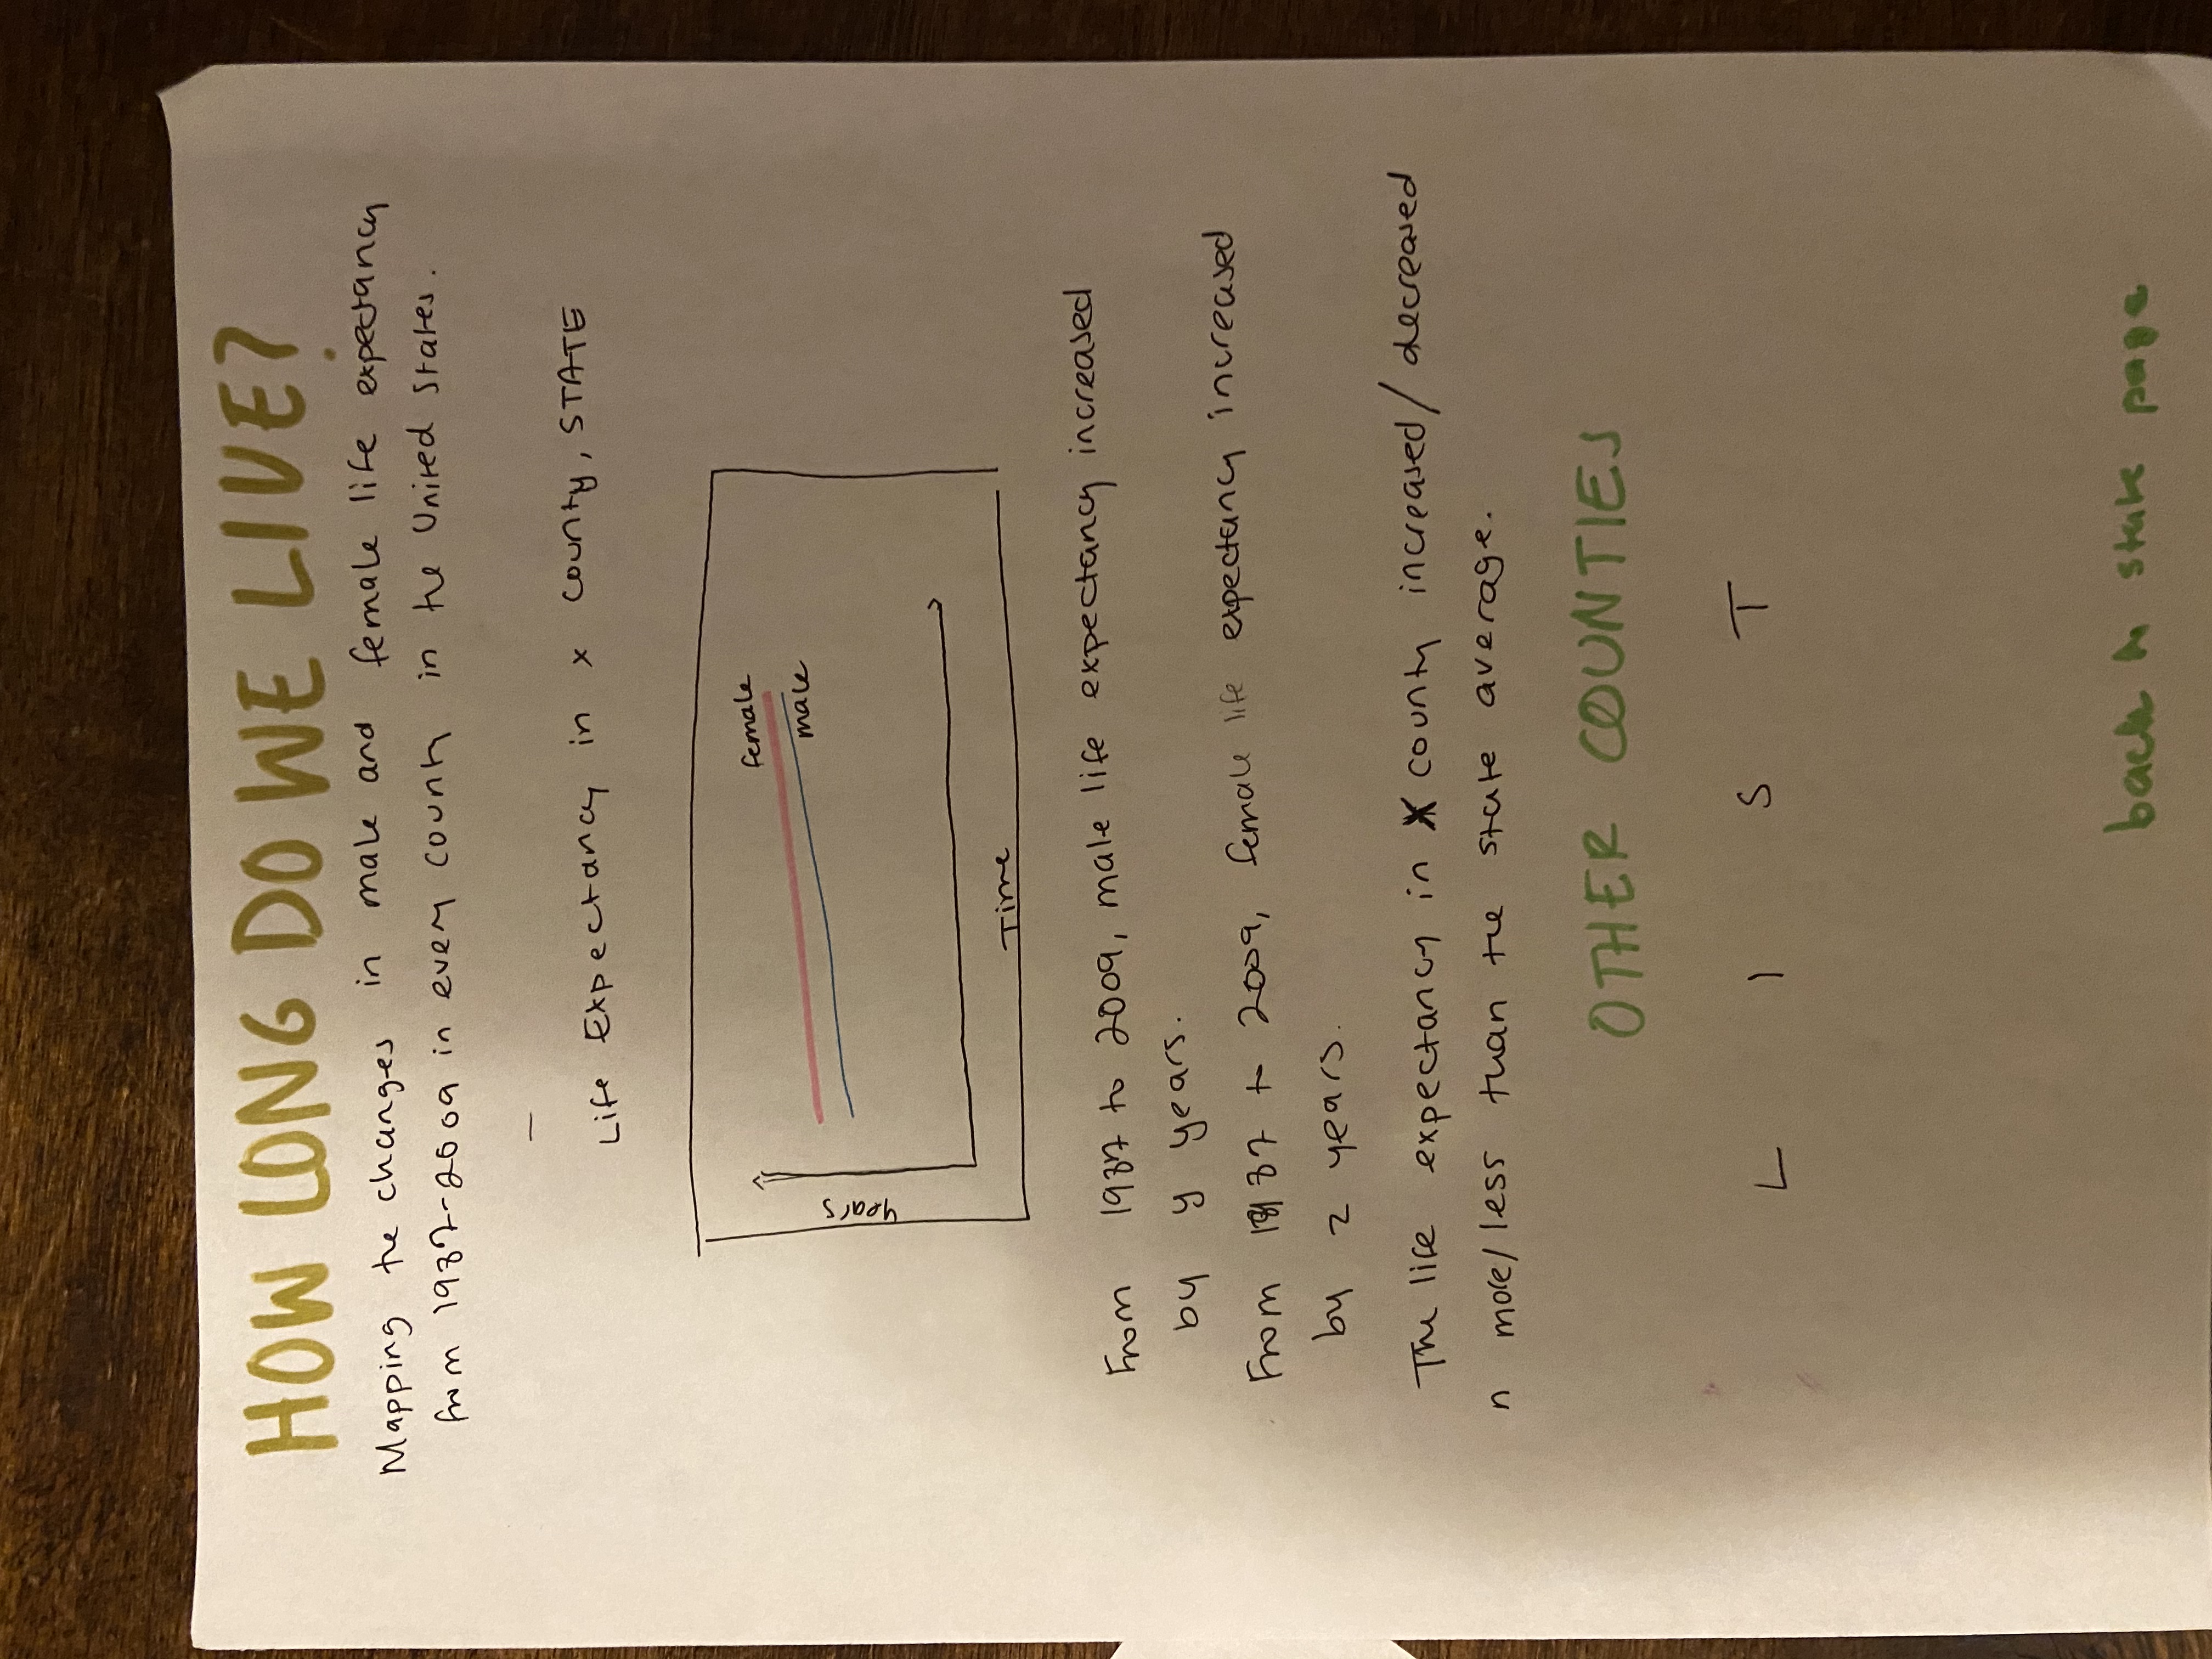 HOW LONG DO WE LIVE?
Mapping the changes in male and female life expectancy
from 1987-2009 in every county in the United States.
—
Life Expectancy in x county, STATE
female
male
years
Time
From 1987 to 2009, male life expectancy increased
by y years.
From 1987 to 2009, female life expectancy increased
by z years.
The life expectancy in X county increased/decreased
n more/less than the state average.
OTHER COUNTIES
L I S T
back to state page